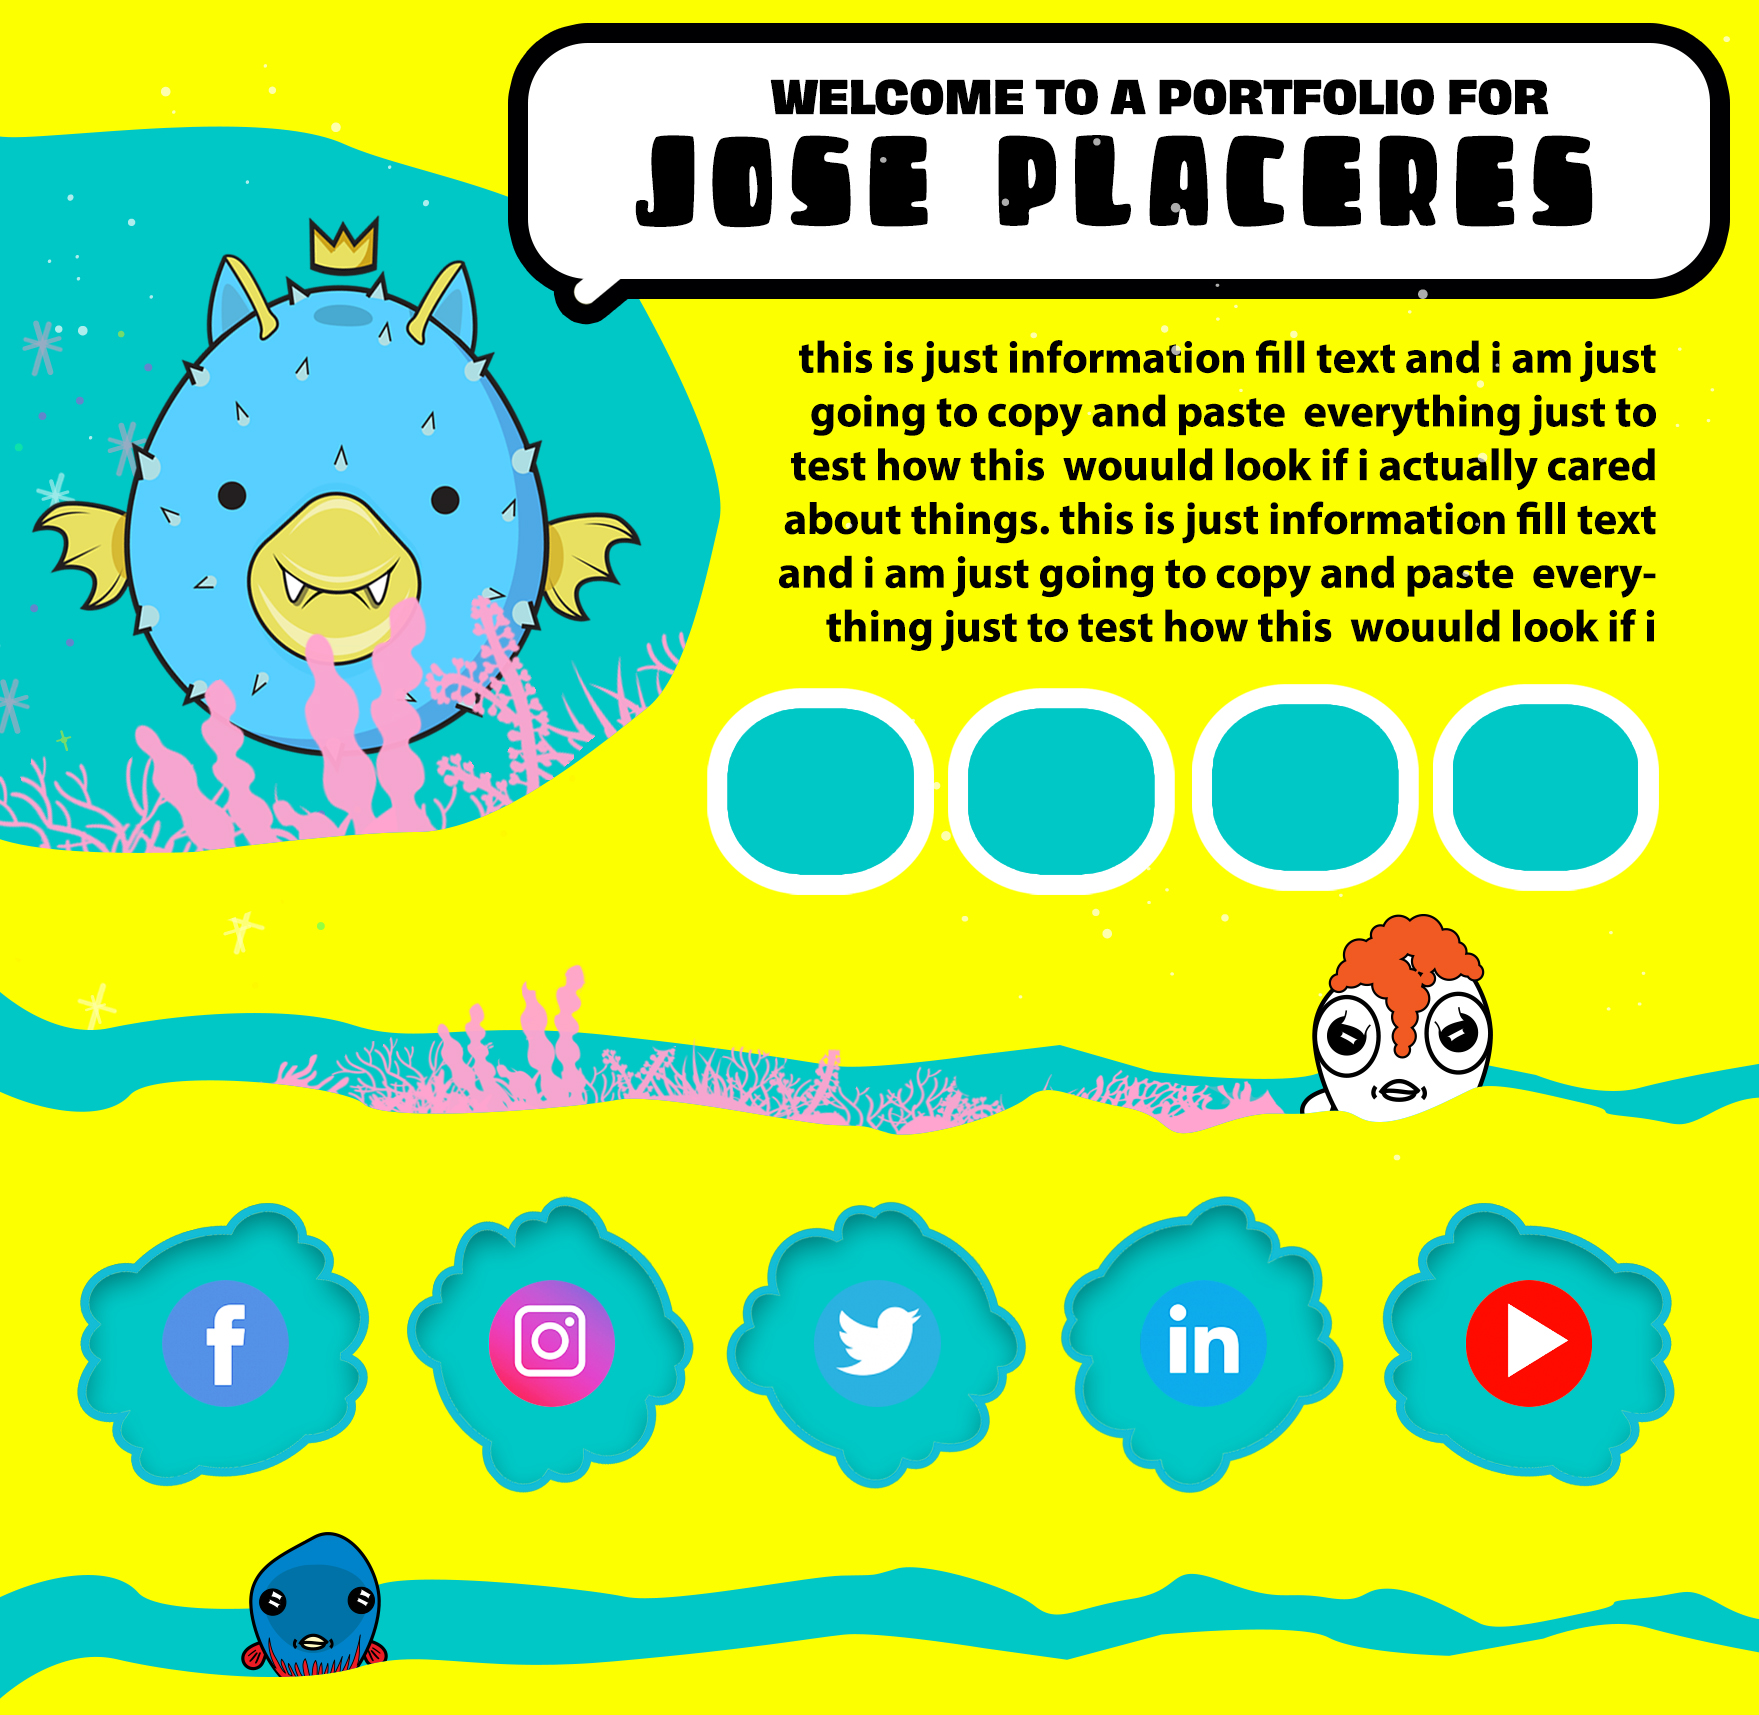 WELCOME TO A PORTFOLIO FOR
JOSE PLACERES
this is just information fill text and i am just
going to copy and paste  everything just to
test how this  wouuld look if i actually cared
about things. this is just information fill text
and i am just going to copy and paste  every-
thing just to test how this  wouuld look if i
f
in